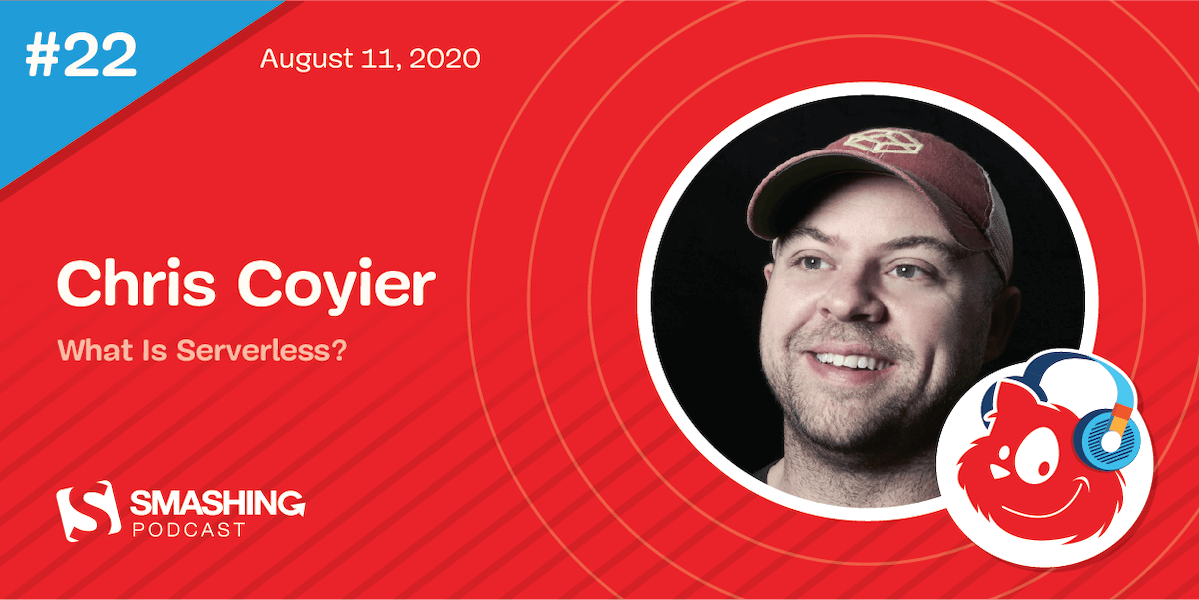 #22
August 11, 2020
Chris Coyier
What Is Serverless?
SMASHING
PODCAST